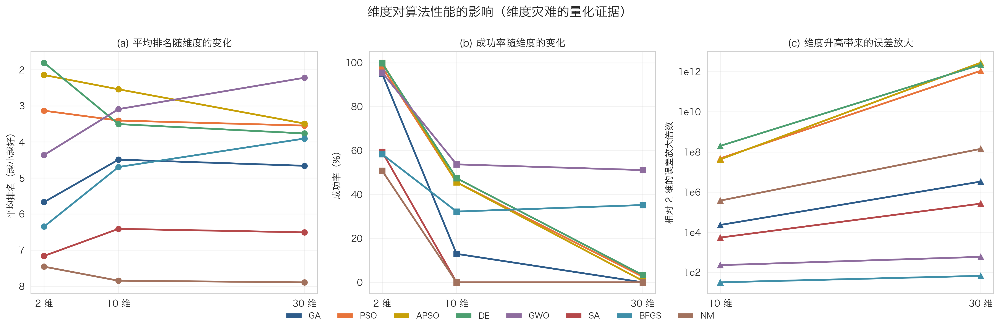 维度对算法性能的影响（维度灾难的量化证据）
(a) 平均排名随维度的变化
平均排名（越小越好）
2
3
4
5
6
7
8
2 维
10 维
30 维
(b) 成功率随维度的变化
成功率（%）
100
80
60
40
20
0
2 维
10 维
30 维
(c) 维度升高带来的误差放大
相对 2 维的误差放大倍数
1e12
1e10
1e8
1e6
1e4
1e2
10 维
30 维
GA PSO APSO DE GWO SA BFGS NM